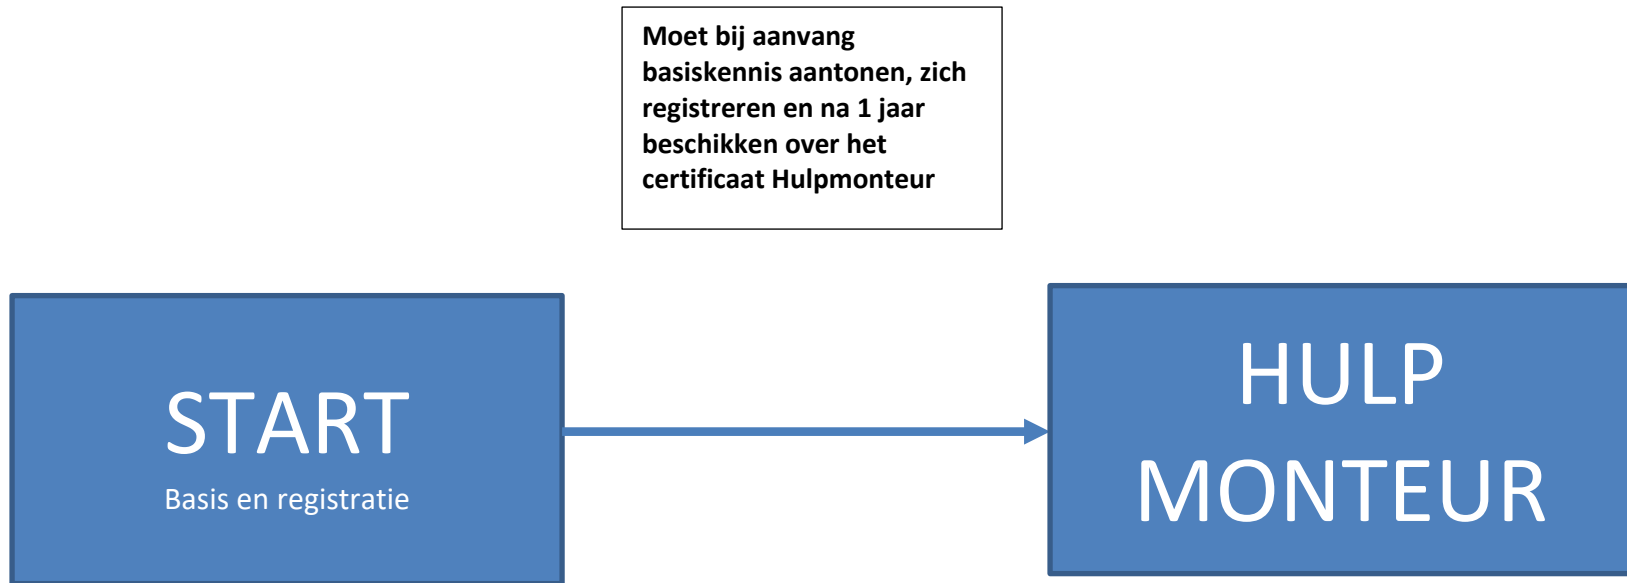 Moet bij aanvang
basiskennis aantonen, zich
registreren en na 1 jaar
beschikken over het
certificaat Hulpmonteur
START
Basis en registratie
HULP
MONTEUR